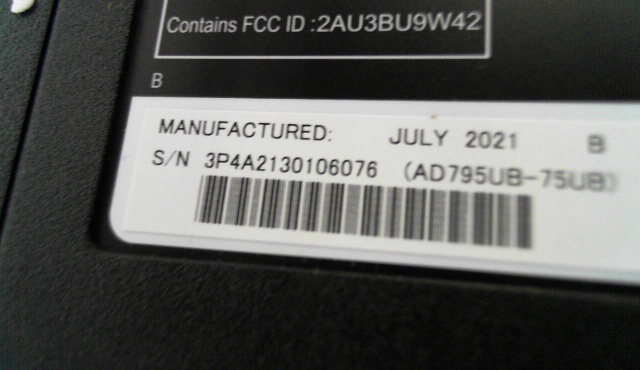 Contains FCC ID :2AU3BU9W42
B
MANUFACTURED: JULY 2021 B
S/N 3P4A2130106076 (AD795UB-75UB)